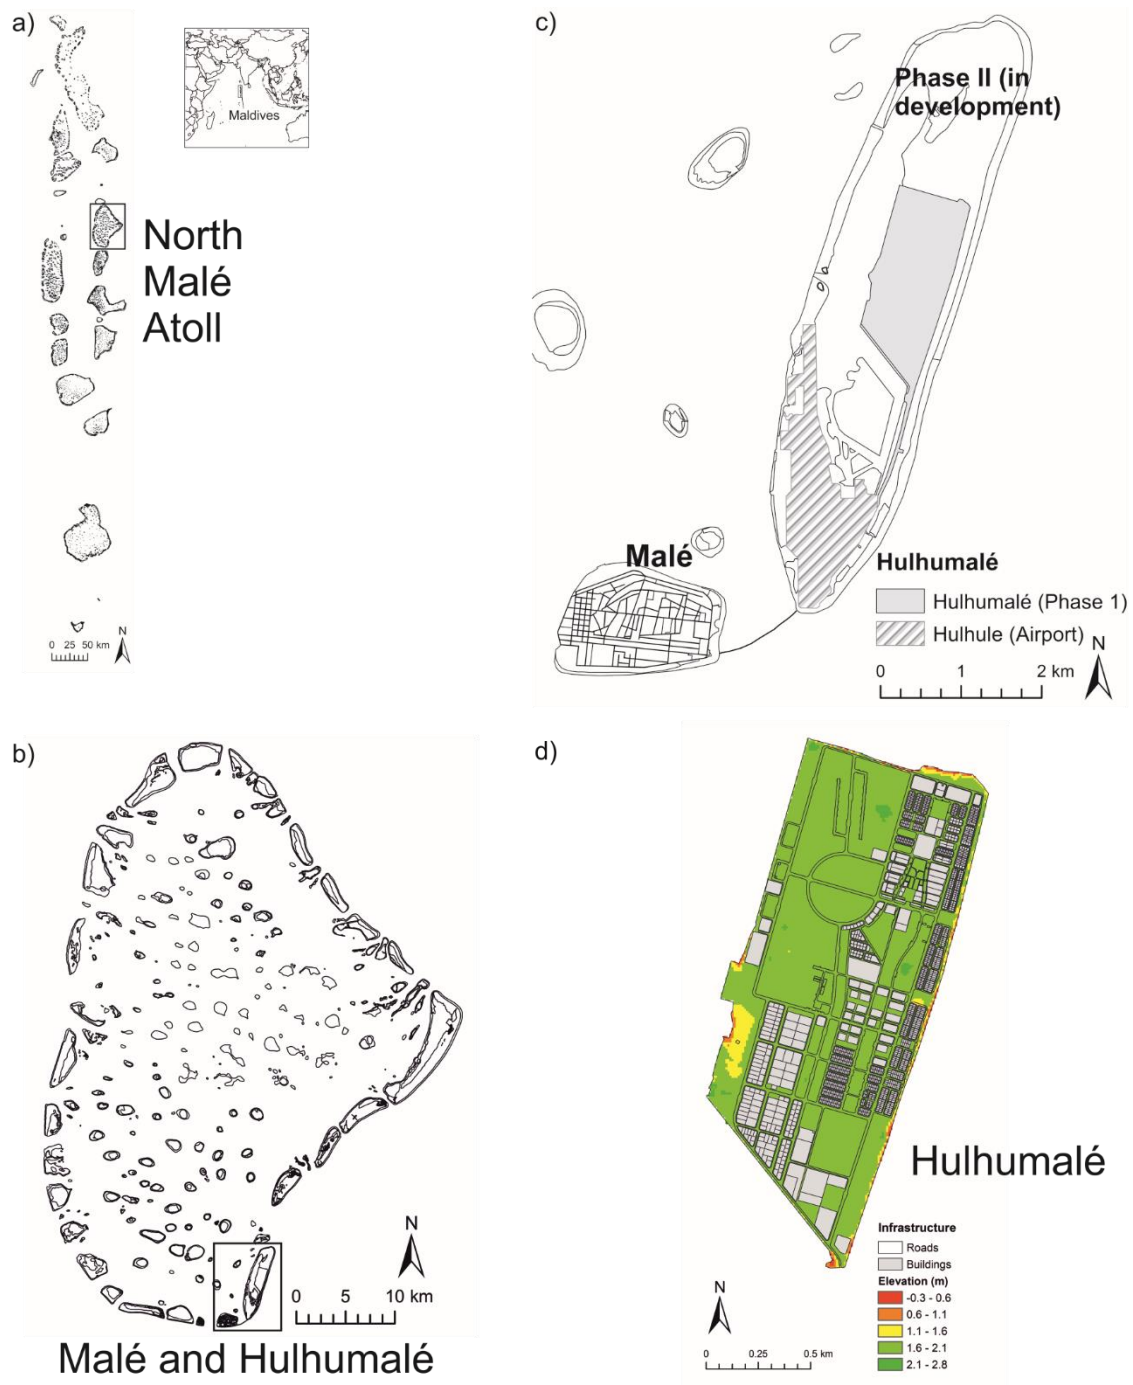 a)
Maldives
North
Malé
Atoll
N
0 25 50 km
c)
Phase II (in
development)
Malé
Hulhumalé
Hulhumalé (Phase 1)
Hulhule (Airport)
N
0 1 2 km
b)
N
0 5 10 km
Malé and Hulhumalé
d)
Hulhumalé
Infrastructure
Roads
Buildings
Elevation (m)
-0.3 - 0.6
0.6 - 1.1
1.1 - 1.6
1.6 - 2.1
2.1 - 2.8
N
0 0.25 0.5 km